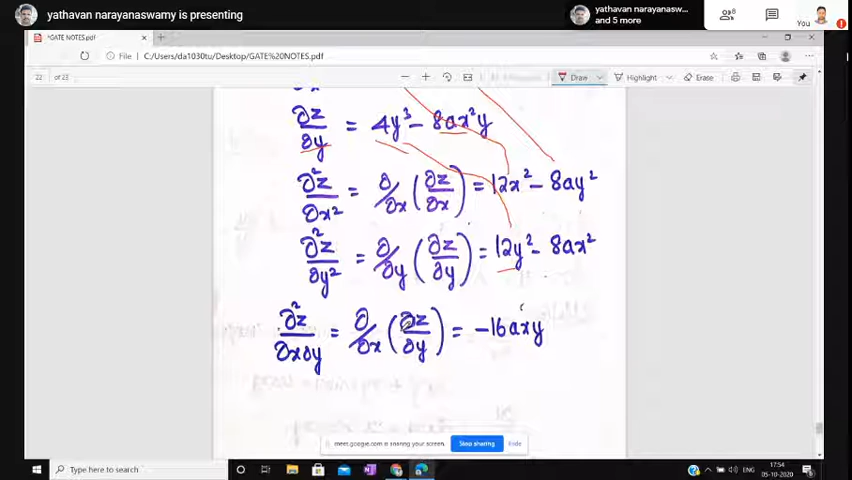 yathavan narayanaswamy is presenting
yathavan narayanasw...
and 5 more
8
You
*GATE NOTES.pdf
File C:/Users/da1030tu/Desktop/GATE%20NOTES.pdf
22 of 23 Draw Highlight Erase
∂z/∂y = 4y³ − 8ax²y
∂²z/∂x² = ∂/∂x (∂z/∂x) = 12x² − 8ay²
∂²z/∂y² = ∂/∂y (∂z/∂y) = 12y² − 8ax²
∂²z/∂x∂y = ∂/∂x (∂z/∂y) = −16axy
meet.google.com is sharing your screen. Stop sharing Hide
Type here to search
ENG
17:54
05-10-2020